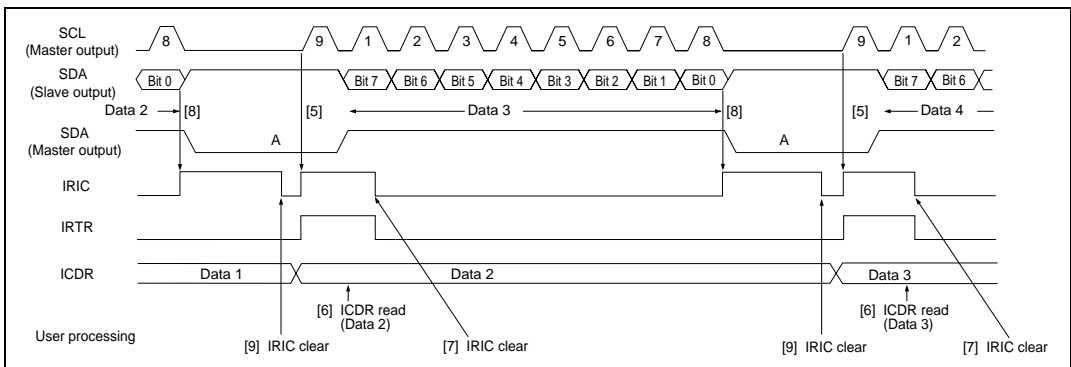 SCL
(Master output)
8 9 1 2 3 4 5 6 7 8 9 1 2
SDA
(Slave output)
Bit 0 Bit 7 Bit 6 Bit 5 Bit 4 Bit 3 Bit 2 Bit 1 Bit 0 Bit 7 Bit 6
Data 2 [8] [5] Data 3 [8] [5] Data 4
SDA
(Master output)
A A
IRIC
IRTR
ICDR
Data 1 Data 2 Data 3
[6] ICDR read
(Data 2)
[6] ICDR read
(Data 3)
User processing
[9] IRIC clear [7] IRIC clear [9] IRIC clear [7] IRIC clear